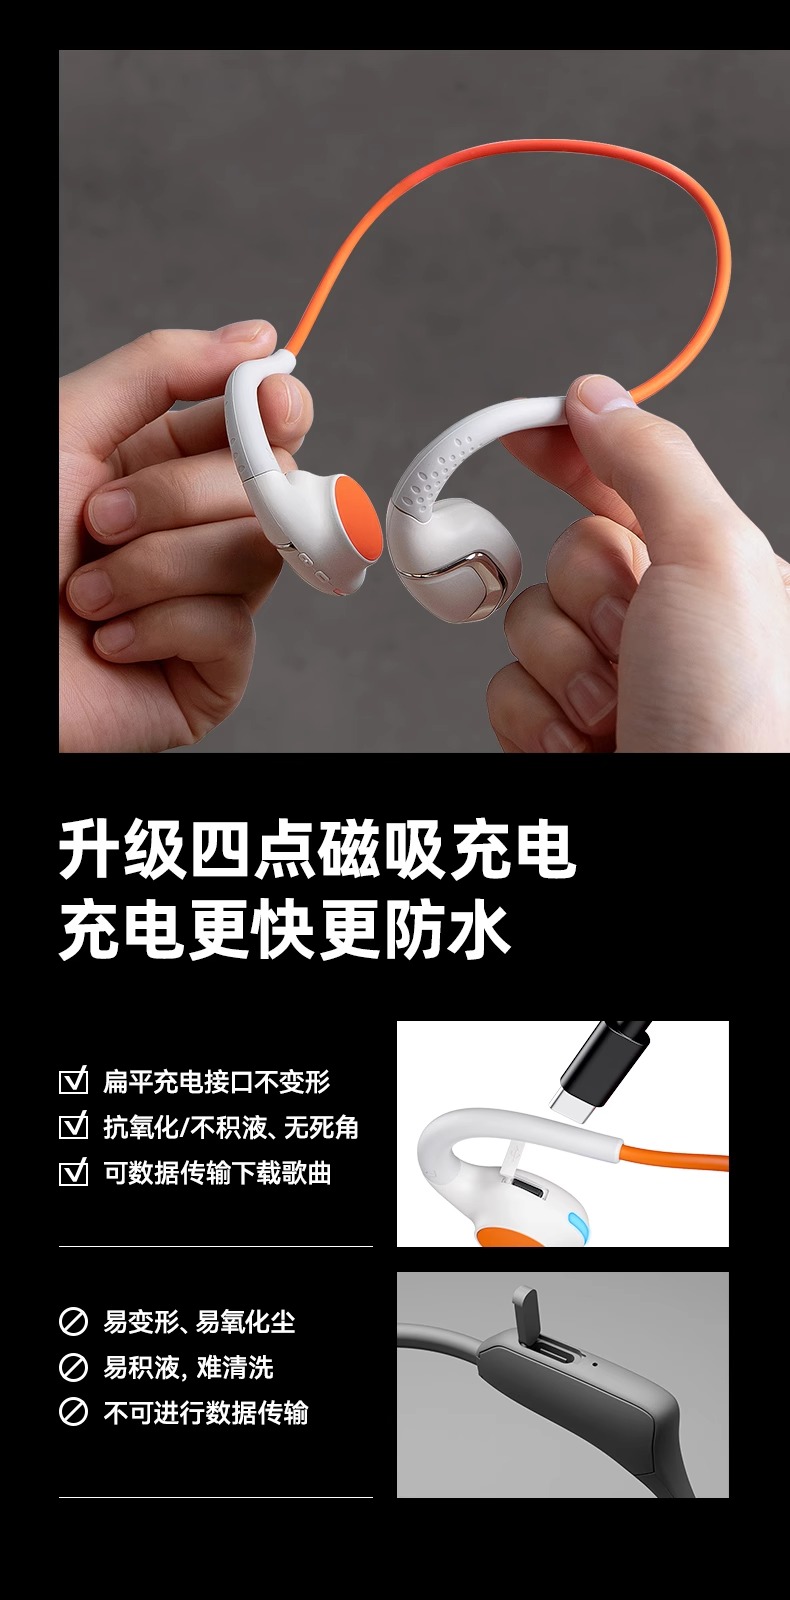 升级四点磁吸充电
充电更快更防水
扁平充电接口不变形
抗氧化/不积液、无死角
可数据传输下载歌曲
易变形、易氧化尘
易积液，难清洗
不可进行数据传输